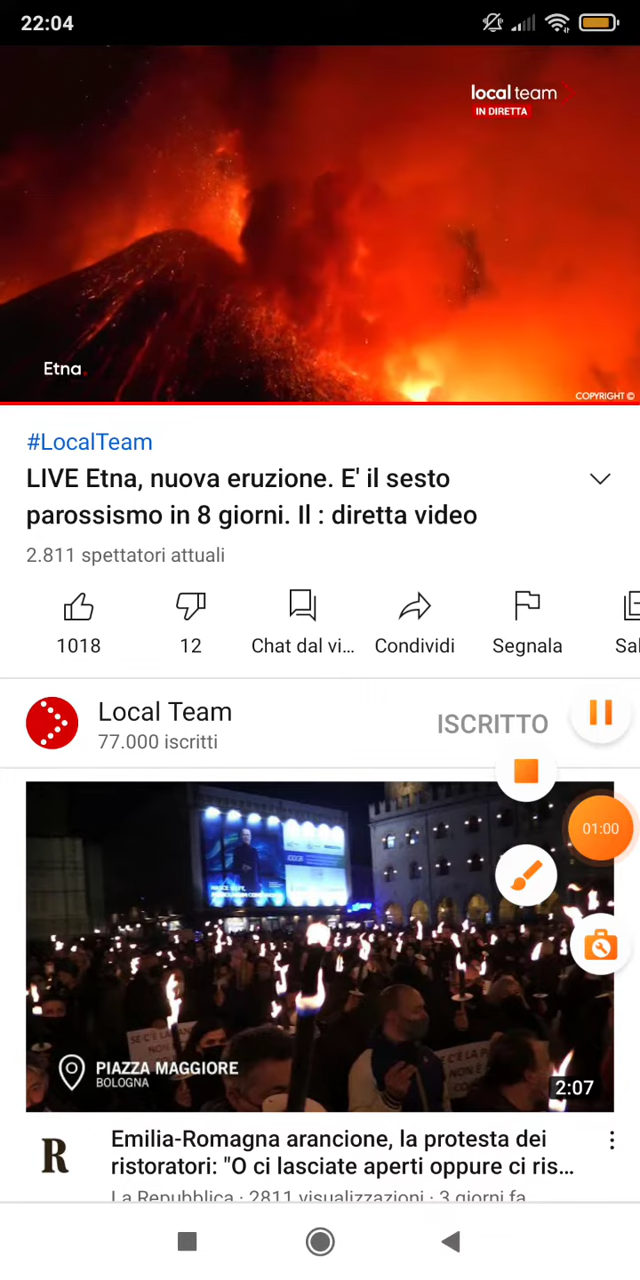 22:04
local team
IN DIRETTA
Etna
COPYRIGHT ©
#LocalTeam
LIVE Etna, nuova eruzione. E' il sesto
parossismo in 8 giorni. Il : diretta video
2.811 spettatori attuali
1018
12
Chat dal vi...
Condividi
Segnala
Sal
Local Team
77.000 iscritti
ISCRITTO
01:00
PIAZZA MAGGIORE
BOLOGNA
2:07
R
Emilia-Romagna arancione, la protesta dei
ristoratori: "O ci lasciate aperti oppure ci ris...
La Repubblica · 2811 visualizzazioni · 3 giorni fa